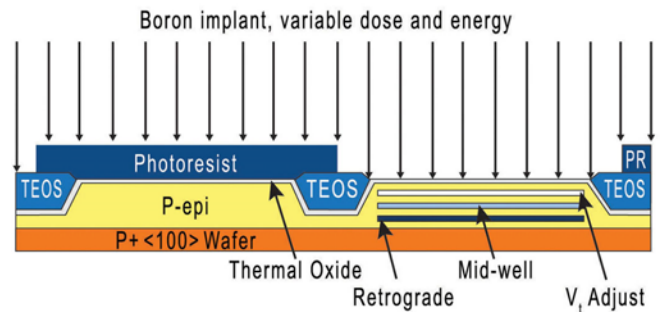 Boron implant, variable dose and energy
Photoresist
PR
TEOS
TEOS
TEOS
P-epi
P+ <100> Wafer
Thermal Oxide
Mid-well
Retrograde
Vt Adjust